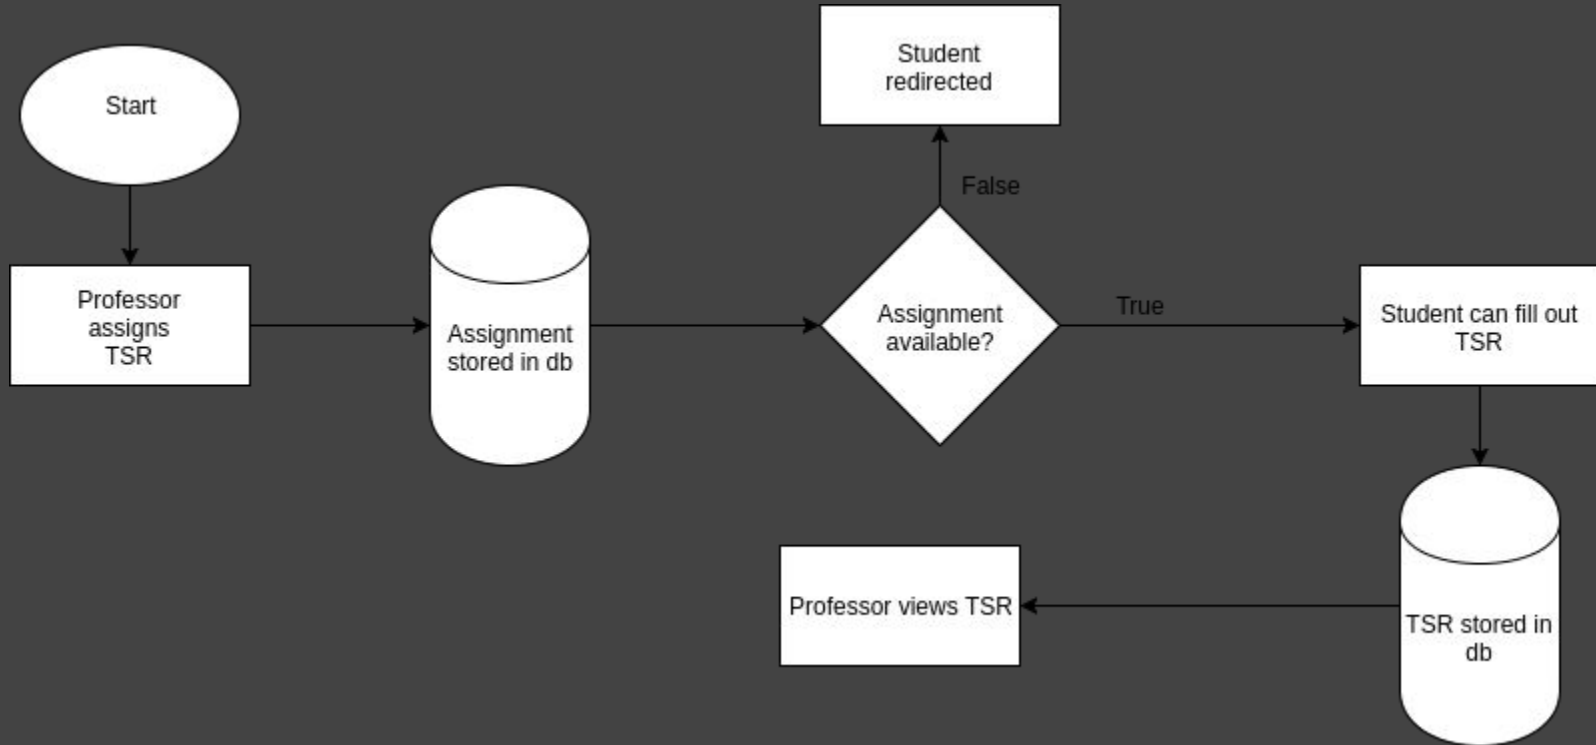 Start
Professor
assigns
TSR
Assignment
stored in db
Student
redirected
False
Assignment
available?
True
Student can fill out
TSR
TSR stored in
db
Professor views TSR